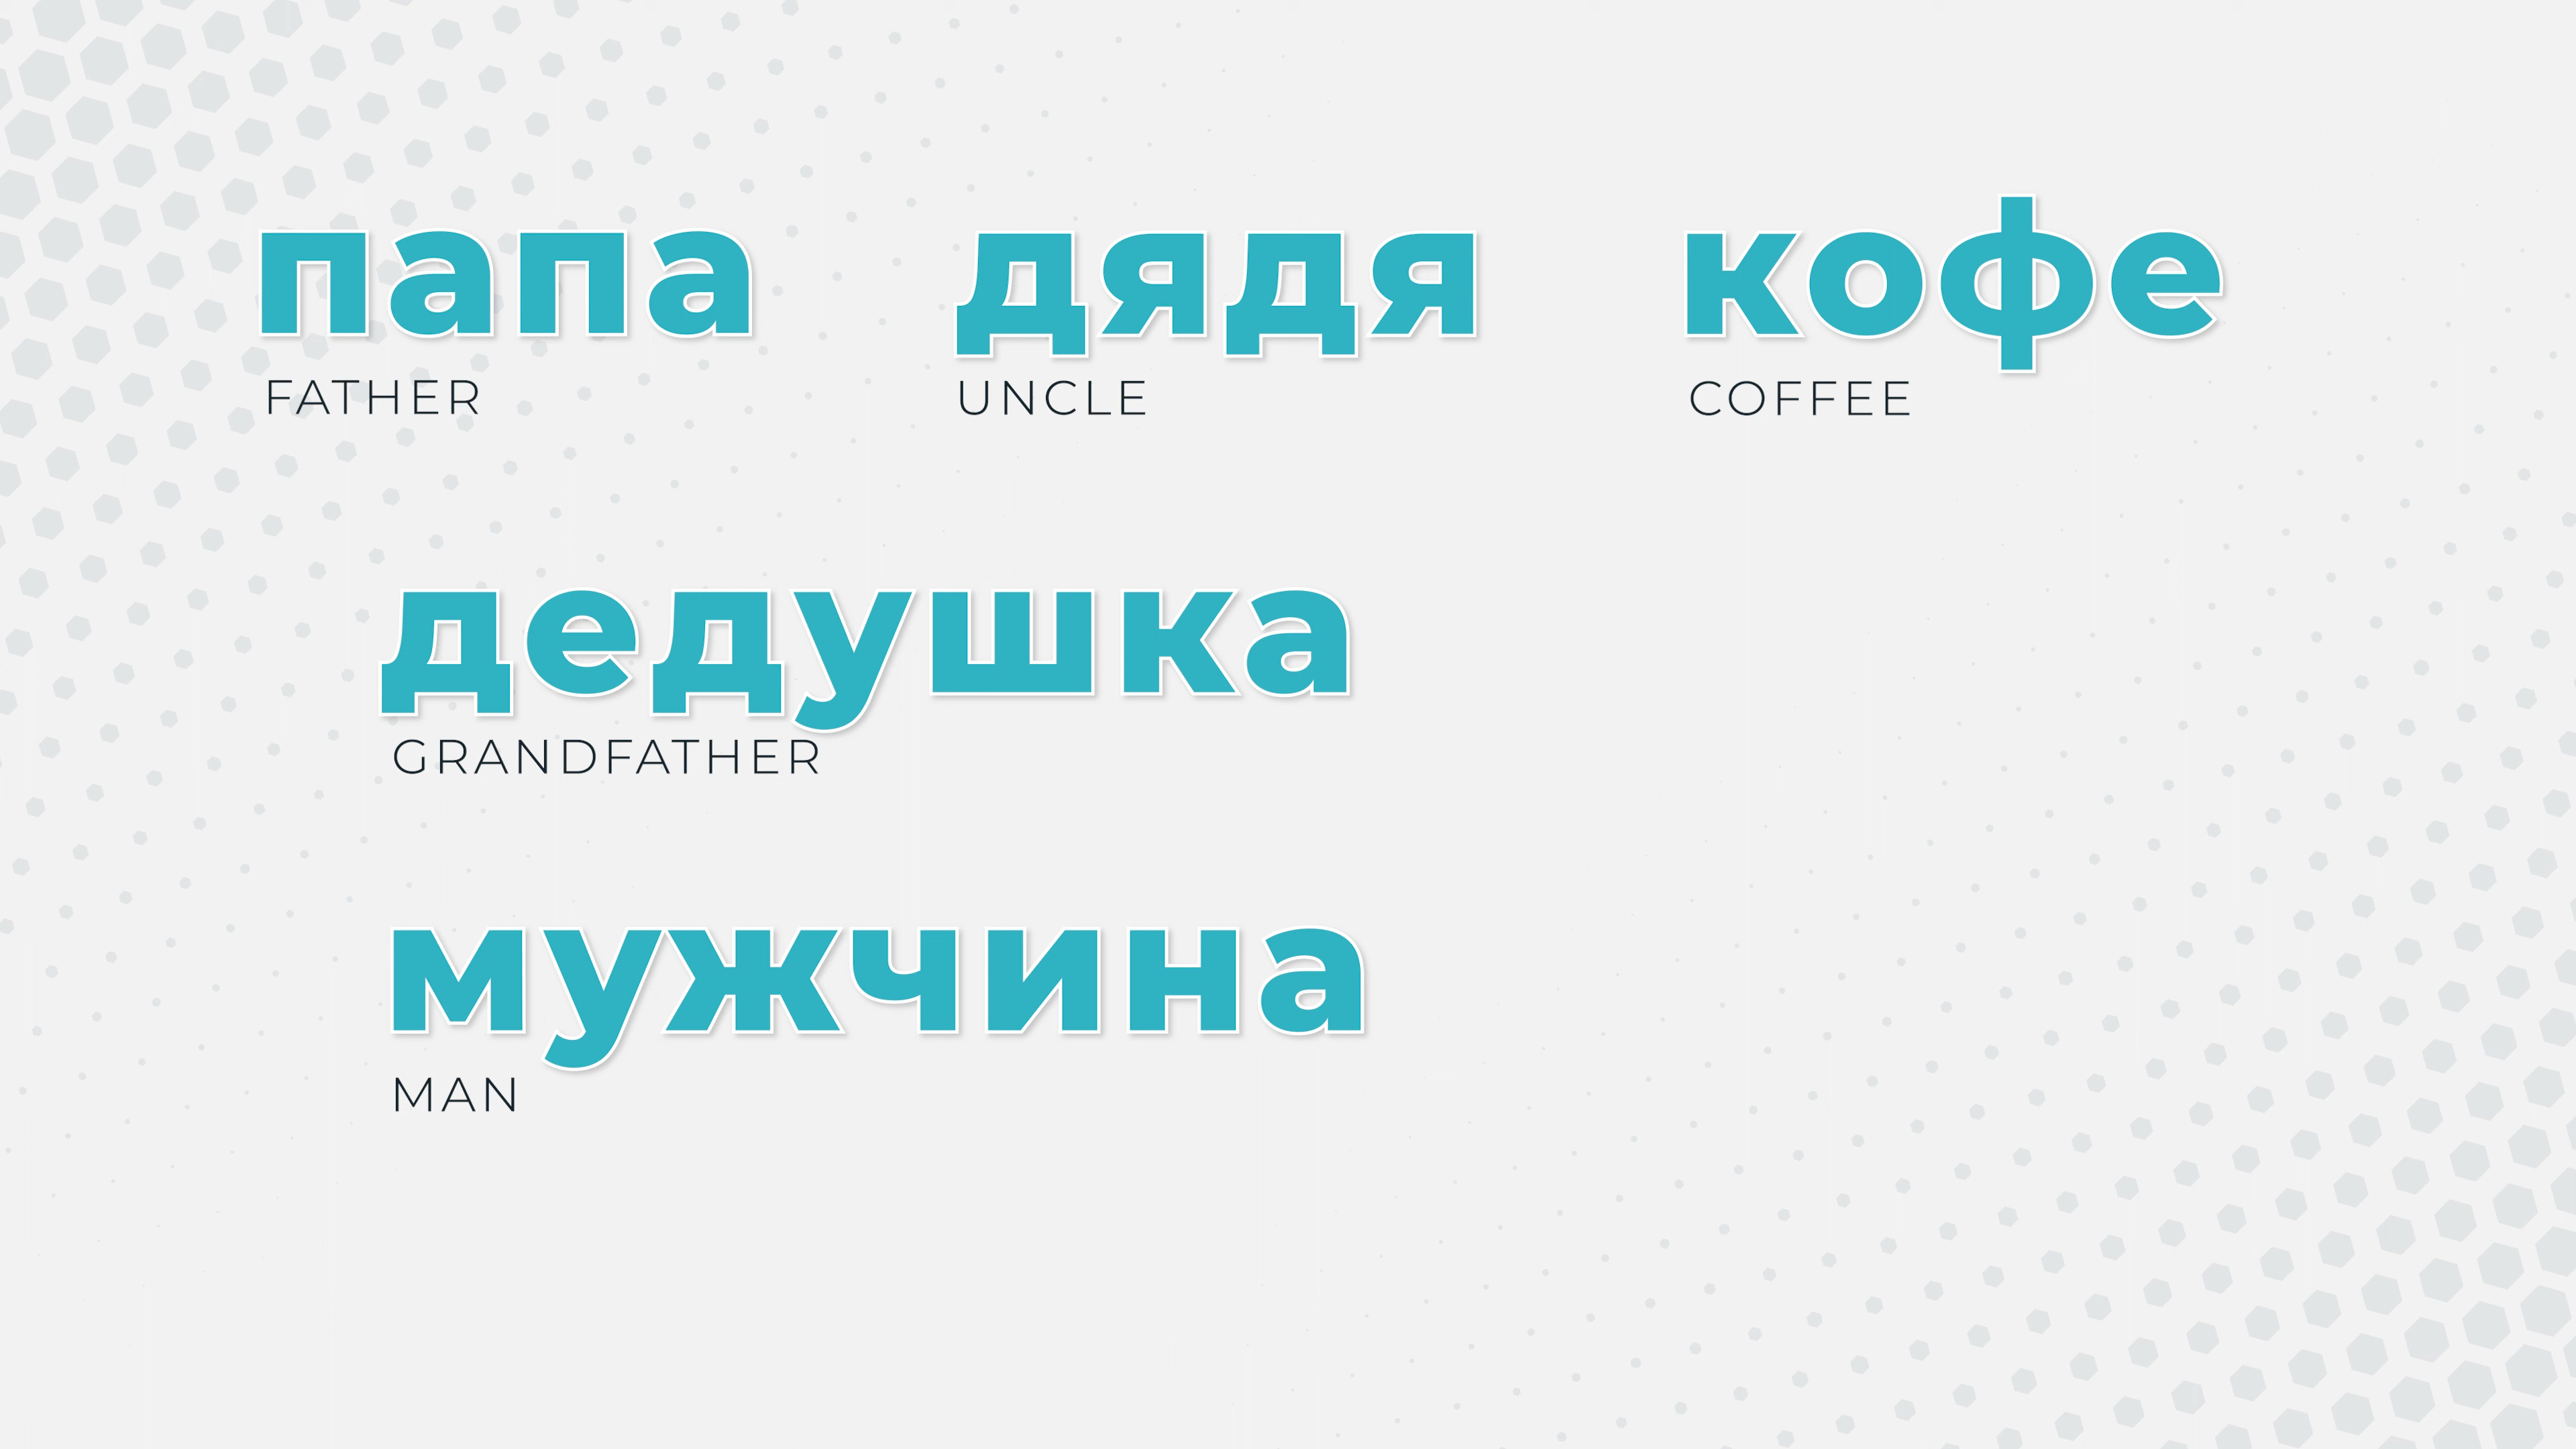 папа дядя кофе
FATHER UNCLE COFFEE
дедушка
GRANDFATHER
мужчина
MAN